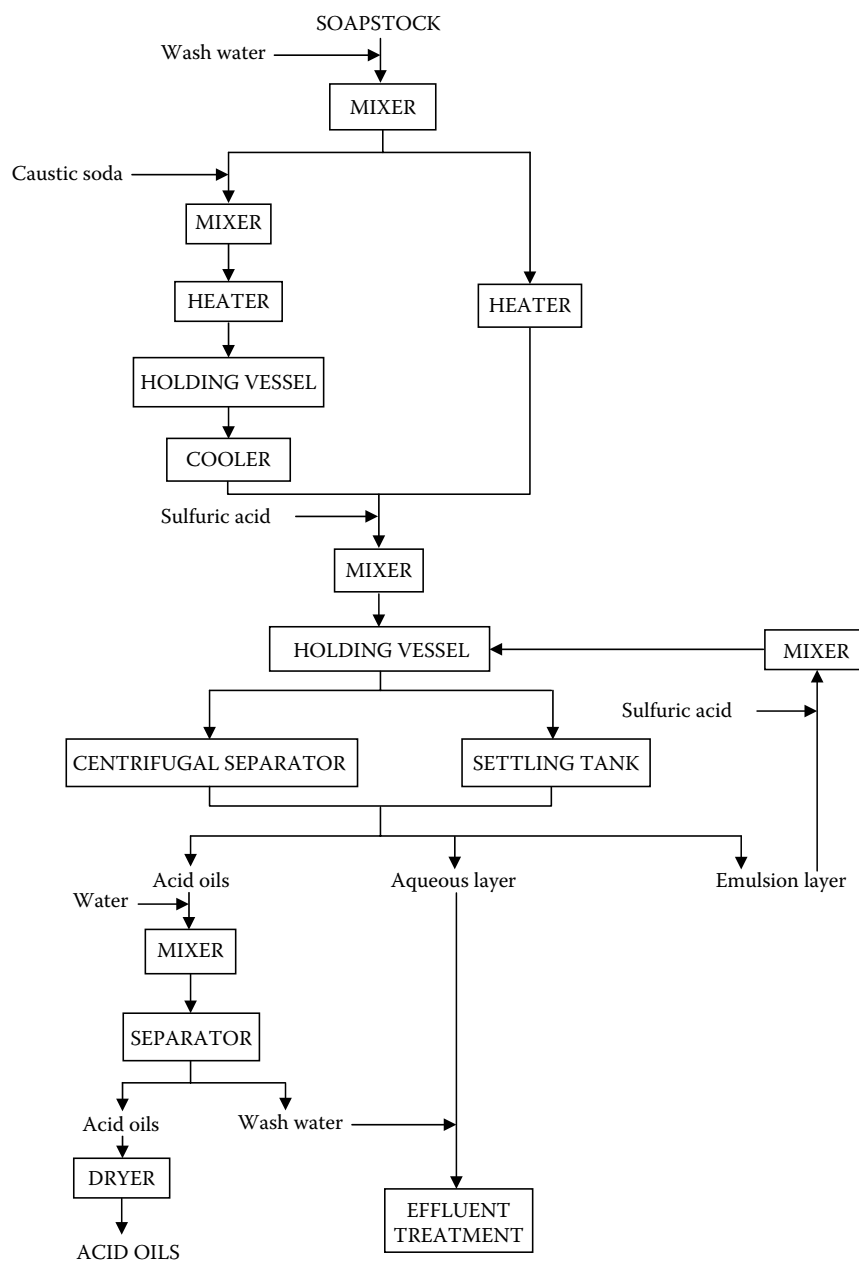 SOAPSTOCK
Wash water
MIXER
Caustic soda
MIXER
HEATER
HEATER
HOLDING VESSEL
COOLER
Sulfuric acid
MIXER
HOLDING VESSEL
MIXER
Sulfuric acid
CENTRIFUGAL SEPARATOR
SETTLING TANK
Acid oils
Aqueous layer
Emulsion layer
Water
MIXER
SEPARATOR
Acid oils
Wash water
DRYER
EFFLUENT
TREATMENT
ACID OILS